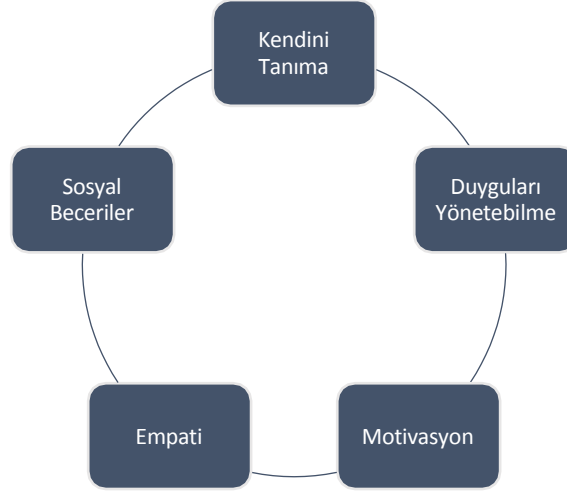 Kendini
Tanıma
Duyguları
Yönetebilme
Motivasyon
Empati
Sosyal
Beceriler